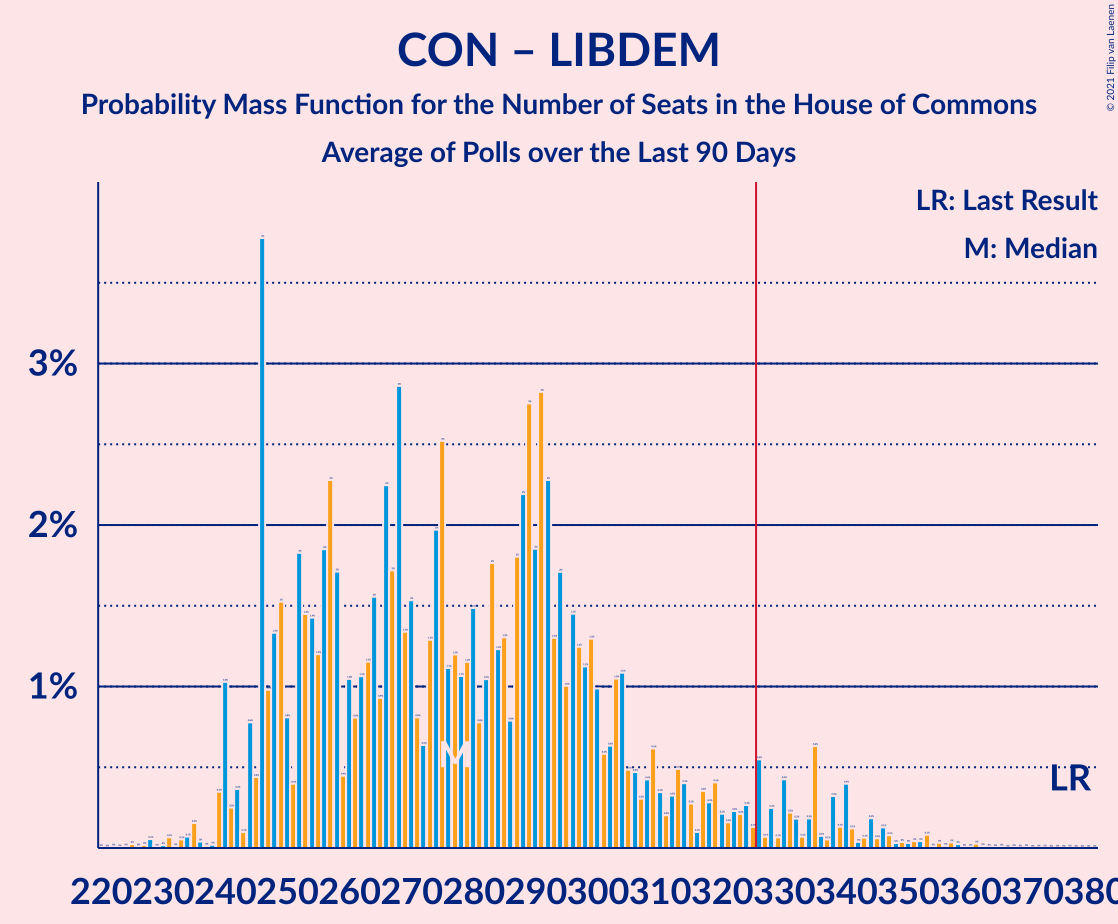 CON – LIBDEM
Probability Mass Function for the Number of Seats in the House of Commons
Average of Polls over the Last 90 Days
© 2021 Filip van Laenen
LR: Last Result
M: Median
3%
2%
1%
M
LR
220230240250260270280290300310320330340350360370380